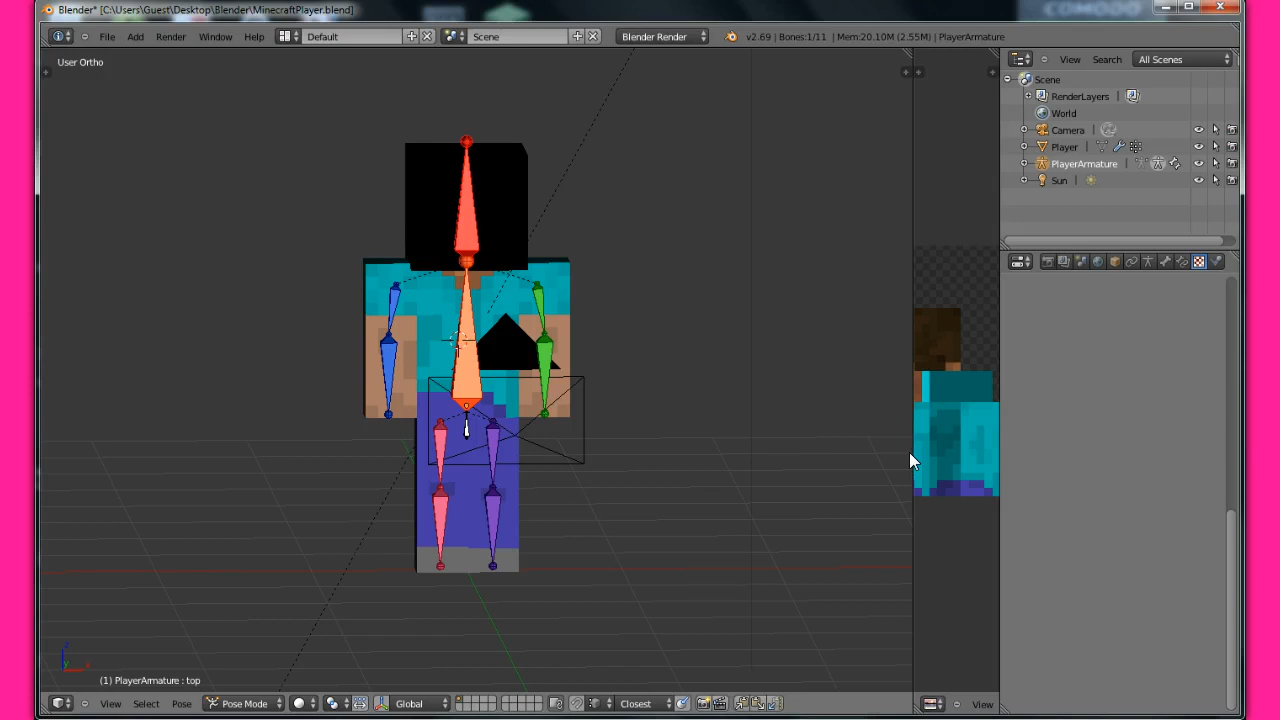 Blender* [C:\Users\Guest\Desktop\Blender\MinecraftPlayer.blend]
File Add Render Window Help Default Scene Blender Render v2.69 | Bones:1/11 | Mem:20.10M (2.55M) | PlayerArmature
User Ortho
View Search All Scenes
Scene
RenderLayers
World
Camera
Player
PlayerArmature
Sun
z
y
x
(1) PlayerArmature : top
View Select Pose Pose Mode Global Closest View